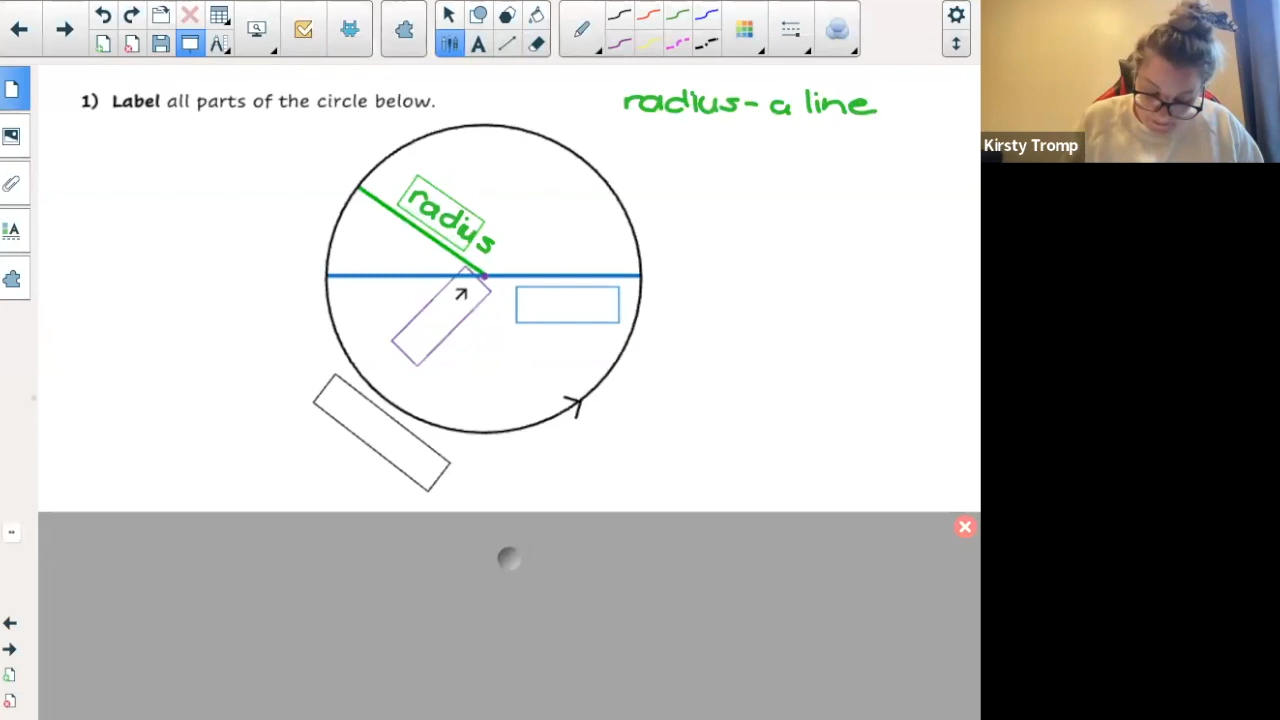 1) Label all parts of the circle below.
radius - a line
radius
Kirsty Tromp